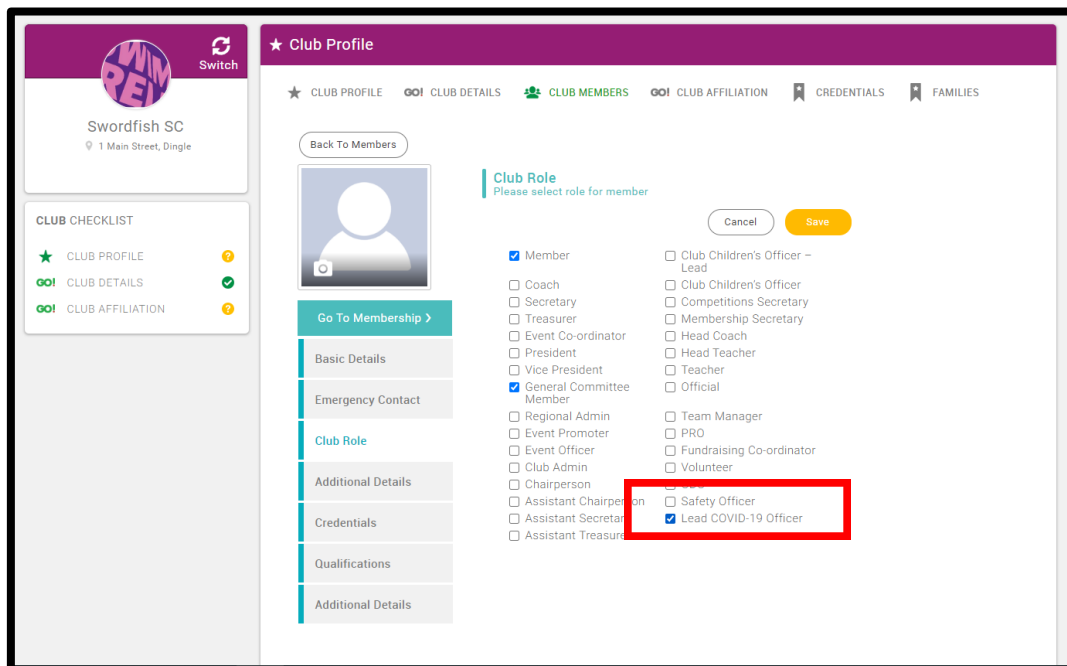 Switch
Swordfish SC
1 Main Street, Dingle
CLUB CHECKLIST
CLUB PROFILE
GO! CLUB DETAILS
GO! CLUB AFFILIATION
Club Profile
CLUB PROFILE GO! CLUB DETAILS CLUB MEMBERS GO! CLUB AFFILIATION CREDENTIALS FAMILIES
Back To Members
Go To Membership
Basic Details
Emergency Contact
Club Role
Additional Details
Credentials
Qualifications
Additional Details
Club Role
Please select role for member
Cancel Save
Member
Coach
Secretary
Treasurer
Event Co-ordinator
President
Vice President
General Committee
Member
Regional Admin
Event Promoter
Event Officer
Club Admin
Chairperson
Assistant Chairperson
Assistant
Assistant
Club Children's Officer –
Lead
Club Children's Officer
Competitions Secretary
Membership Secretary
Head Coach
Head Teacher
Teacher
Official
Team Manager
PRO
Fundraising Co-ordinator
Volunteer
Safety Officer
Lead COVID-19 Officer